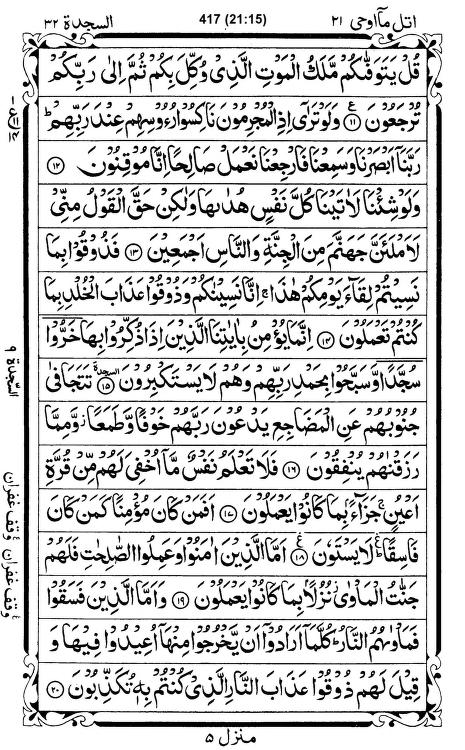 السجدة ٣٢
417 (21:15)
اتل مآ اوحی ٢١
قُلْ يَتَوَفّٰىكُمْ مَّلَكُ الْمَوْتِ الَّذِيْ وُكِّلَ بِكُمْ ثُمَّ اِلٰى رَبِّكُمْ
تُرْجَعُوْنَ ﴿١١﴾ ع وَلَوْ تَرٰٓى اِذِ الْمُجْرِمُوْنَ نَاكِسُوْا رُءُوْسِهِمْ عِنْدَ رَبِّهِمْ ؕ
رَبَّنَآ اَبْصَرْنَا وَسَمِعْنَا فَارْجِعْنَا نَعْمَلْ صَالِحًا اِنَّا مُوْقِنُوْنَ ﴿١٢﴾
وَلَوْ شِئْنَا لَاٰتَيْنَا كُلَّ نَفْسٍ هُدٰىهَا وَلٰكِنْ حَقَّ الْقَوْلُ مِنِّيْ
لَاَمْلَئَنَّ جَهَنَّمَ مِنَ الْجِنَّةِ وَالنَّاسِ اَجْمَعِيْنَ ﴿١٣﴾ فَذُوْقُوْا بِمَا
نَسِيْتُمْ لِقَآءَ يَوْمِكُمْ هٰذَا ۚ اِنَّا نَسِيْنٰكُمْ وَذُوْقُوْا عَذَابَ الْخُلْدِ بِمَا
كُنْتُمْ تَعْمَلُوْنَ ﴿١٤﴾ اِنَّمَا يُؤْمِنُ بِاٰيٰتِنَا الَّذِيْنَ اِذَا ذُكِّرُوْا بِهَا خَرُّوْا
سُجَّدًا وَّسَبَّحُوْا بِحَمْدِ رَبِّهِمْ وَهُمْ لَا يَسْتَكْبِرُوْنَ ﴿١٥﴾ السجدة تَتَجَافٰى
جُنُوْبُهُمْ عَنِ الْمَضَاجِعِ يَدْعُوْنَ رَبَّهُمْ خَوْفًا وَّطَمَعًا ز وَّمِمَّا
رَزَقْنٰهُمْ يُنْفِقُوْنَ ﴿١٦﴾ فَلَا تَعْلَمُ نَفْسٌ مَّآ اُخْفِيَ لَهُمْ مِّنْ قُرَّةِ
اَعْيُنٍ ۚ جَزَآءًۢ بِمَا كَانُوْا يَعْمَلُوْنَ ﴿١٧﴾ اَفَمَنْ كَانَ مُؤْمِنًا كَمَنْ كَانَ
فَاسِقًا ؕ لَا يَسْتَوٗنَ ﴿١٨﴾ اَمَّا الَّذِيْنَ اٰمَنُوْا وَعَمِلُوا الصّٰلِحٰتِ فَلَهُمْ
جَنّٰتُ الْمَاْوٰى نُزُلًاۢ بِمَا كَانُوْا يَعْمَلُوْنَ ﴿١٩﴾ وَاَمَّا الَّذِيْنَ فَسَقُوْا
فَمَاْوٰىهُمُ النَّارُ ؕ كُلَّمَآ اَرَادُوْٓا اَنْ يَّخْرُجُوْا مِنْهَآ اُعِيْدُوْا فِيْهَا وَ
قِيْلَ لَهُمْ ذُوْقُوْا عَذَابَ النَّارِ الَّذِيْ كُنْتُمْ بِهٖ تُكَذِّبُوْنَ ﴿٢٠﴾
السجدة ٩
وقف غفران
وقف غفران
منزل ٥